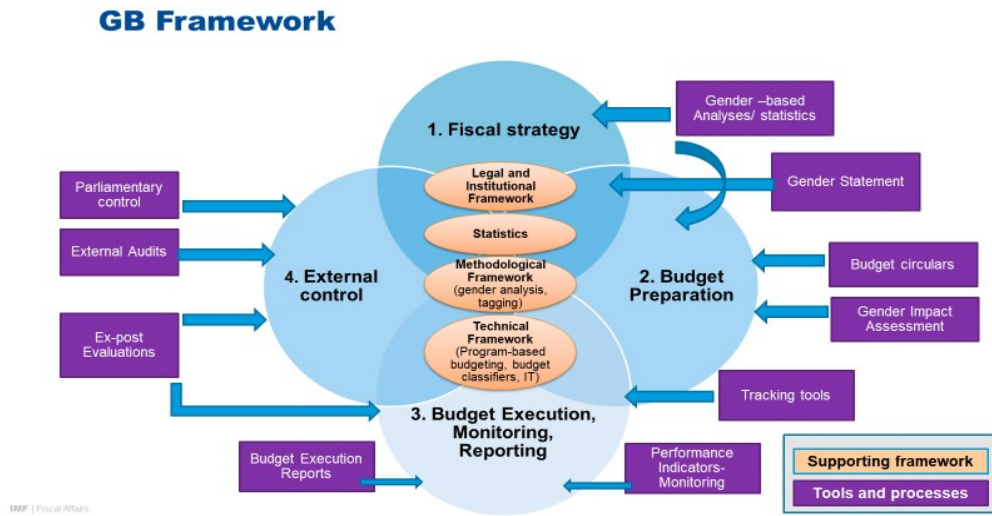 GB Framework
1. Fiscal strategy
Gender –based
Analyses/ statistics
Legal and
Institutional
Framework
Gender Statement
Parliamentary
control
Statistics
External Audits
4. External
control
Methodological
Framework
(gender analysis,
tagging)
2. Budget
Preparation
Budget circulars
Gender Impact
Assessment
Ex-post
Evaluations
Technical
Framework
(Program-based
budgeting, budget
classifiers, IT)
Tracking tools
3. Budget Execution,
Monitoring,
Reporting
Budget Execution
Reports
Performance
Indicators-
Monitoring
Supporting framework
Tools and processes
IMF | Fiscal Affairs